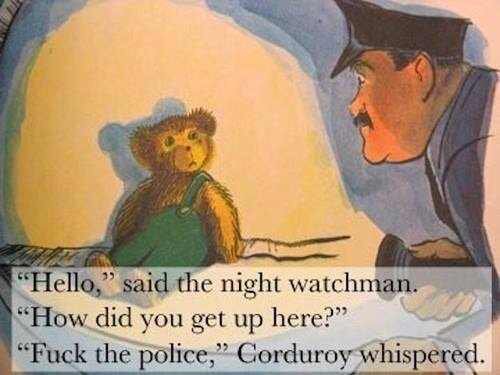 “Hello,” said the night watchman.
“How did you get up here?”
“Fuck the police,” Corduroy whispered.